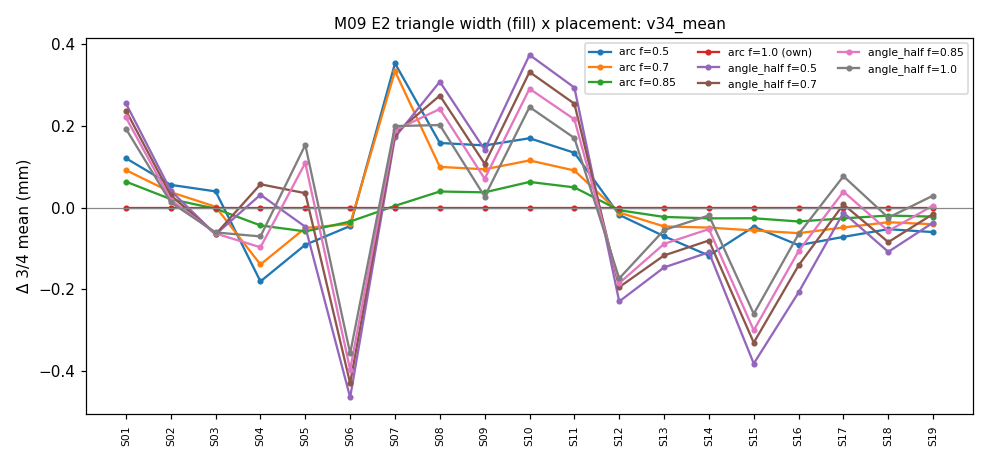 M09 E2 triangle width (fill) x placement: v34_mean
Δ 3/4 mean (mm)
0.4
0.2
0.0
−0.2
−0.4
arc f=0.5
arc f=0.7
arc f=0.85
arc f=1.0 (own)
angle_half f=0.5
angle_half f=0.7
angle_half f=0.85
angle_half f=1.0
S01 S02 S03 S04 S05 S06 S07 S08 S09 S10 S11 S12 S13 S14 S15 S16 S17 S18 S19